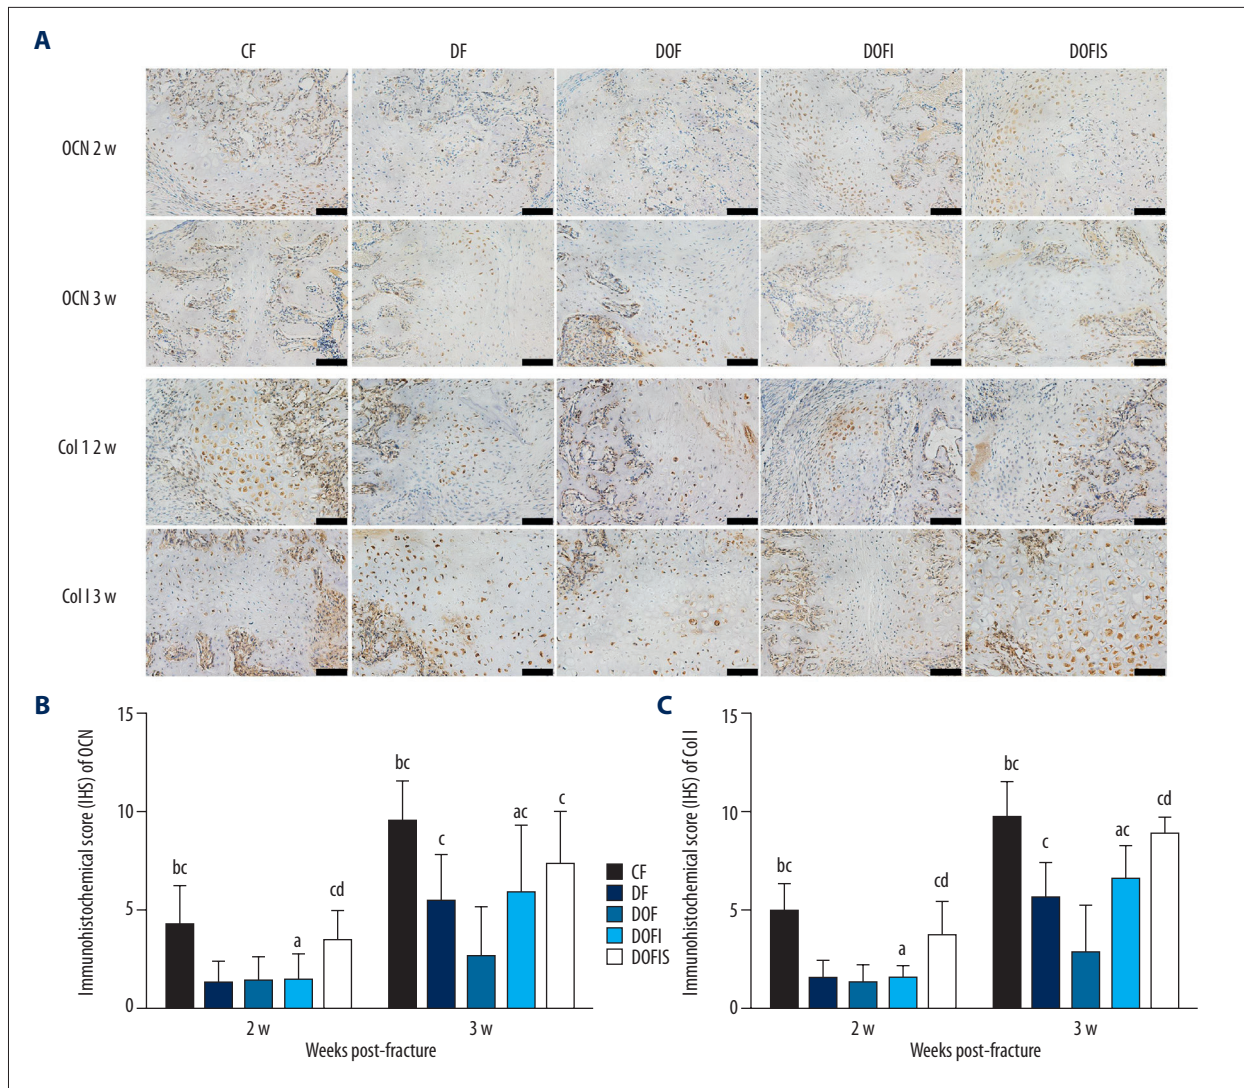 A
CF DF DOF DOFI DOFIS
OCN 2 w
OCN 3 w
Col 1 2 w
Col I 3 w
B
Immunohistochemical score (IHS) of OCN
15
10
5
0
bc
a
cd
bc
c
ac
c
2 w 3 w
Weeks post-fracture
CF
DF
DOF
DOFI
DOFIS
C
Immunohistochemical score (IHS) of Col I
15
10
5
0
bc
a
cd
bc
c
ac
cd
2 w 3 w
Weeks post-fracture